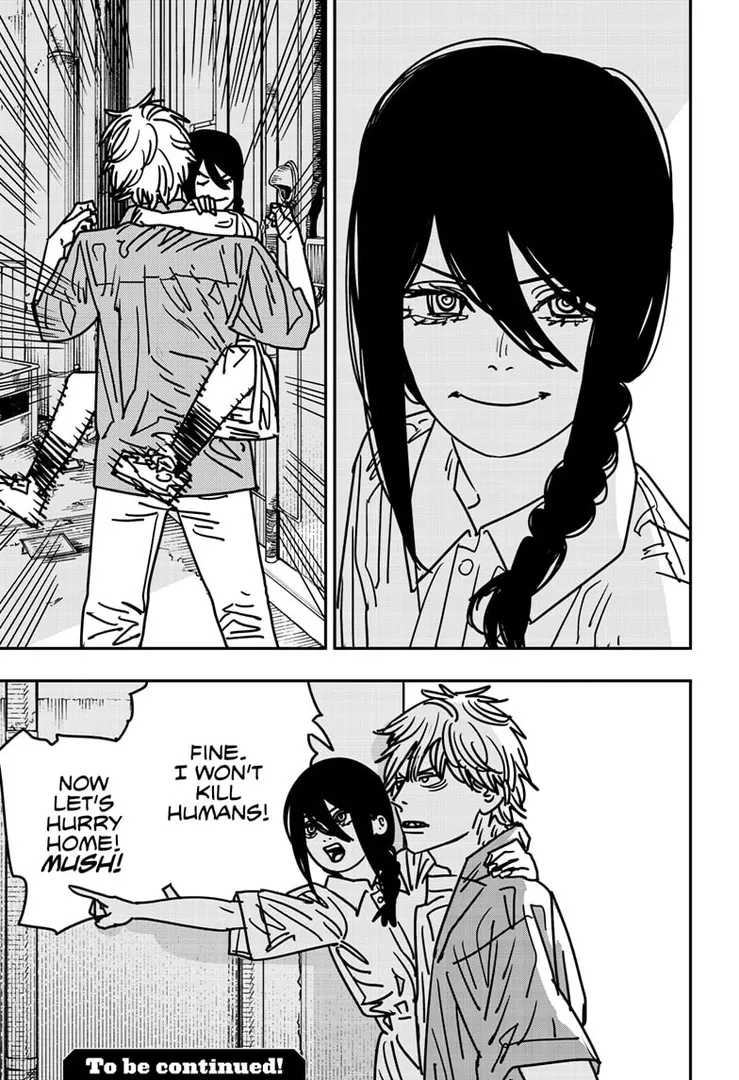 FINE.
I WON'T
KILL
HUMANS!
NOW
LET'S
HURRY
HOME!
MUSH!
To be continued!